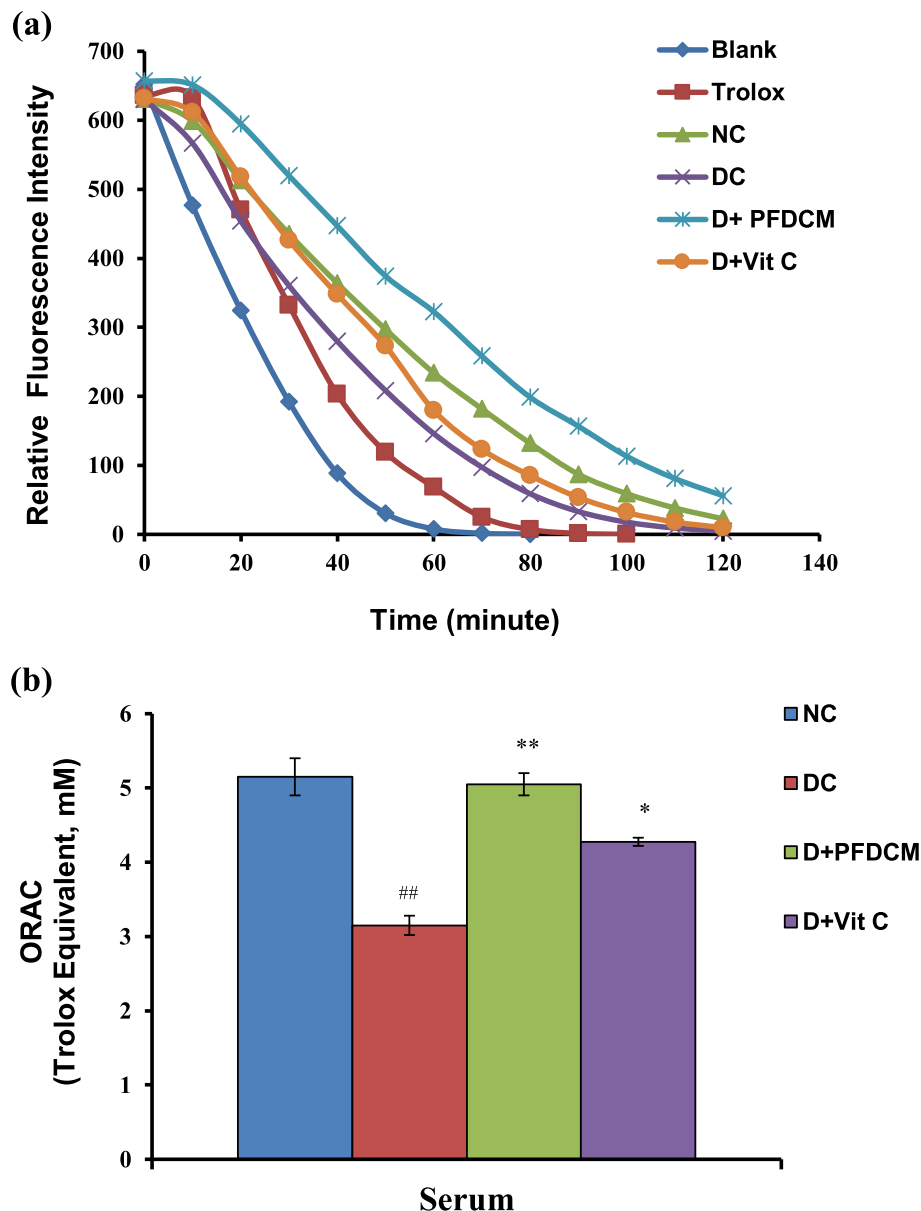 (a)
Relative Fluorescence Intensity
700
600
500
400
300
200
100
0
0 20 40 60 80 100 120 140
Time (minute)
Blank
Trolox
NC
DC
D+ PFDCM
D+Vit C
(b)
ORAC
(Trolox Equivalent, mM)
6
5
4
3
2
1
0
##
**
*
Serum
NC
DC
D+PFDCM
D+Vit C